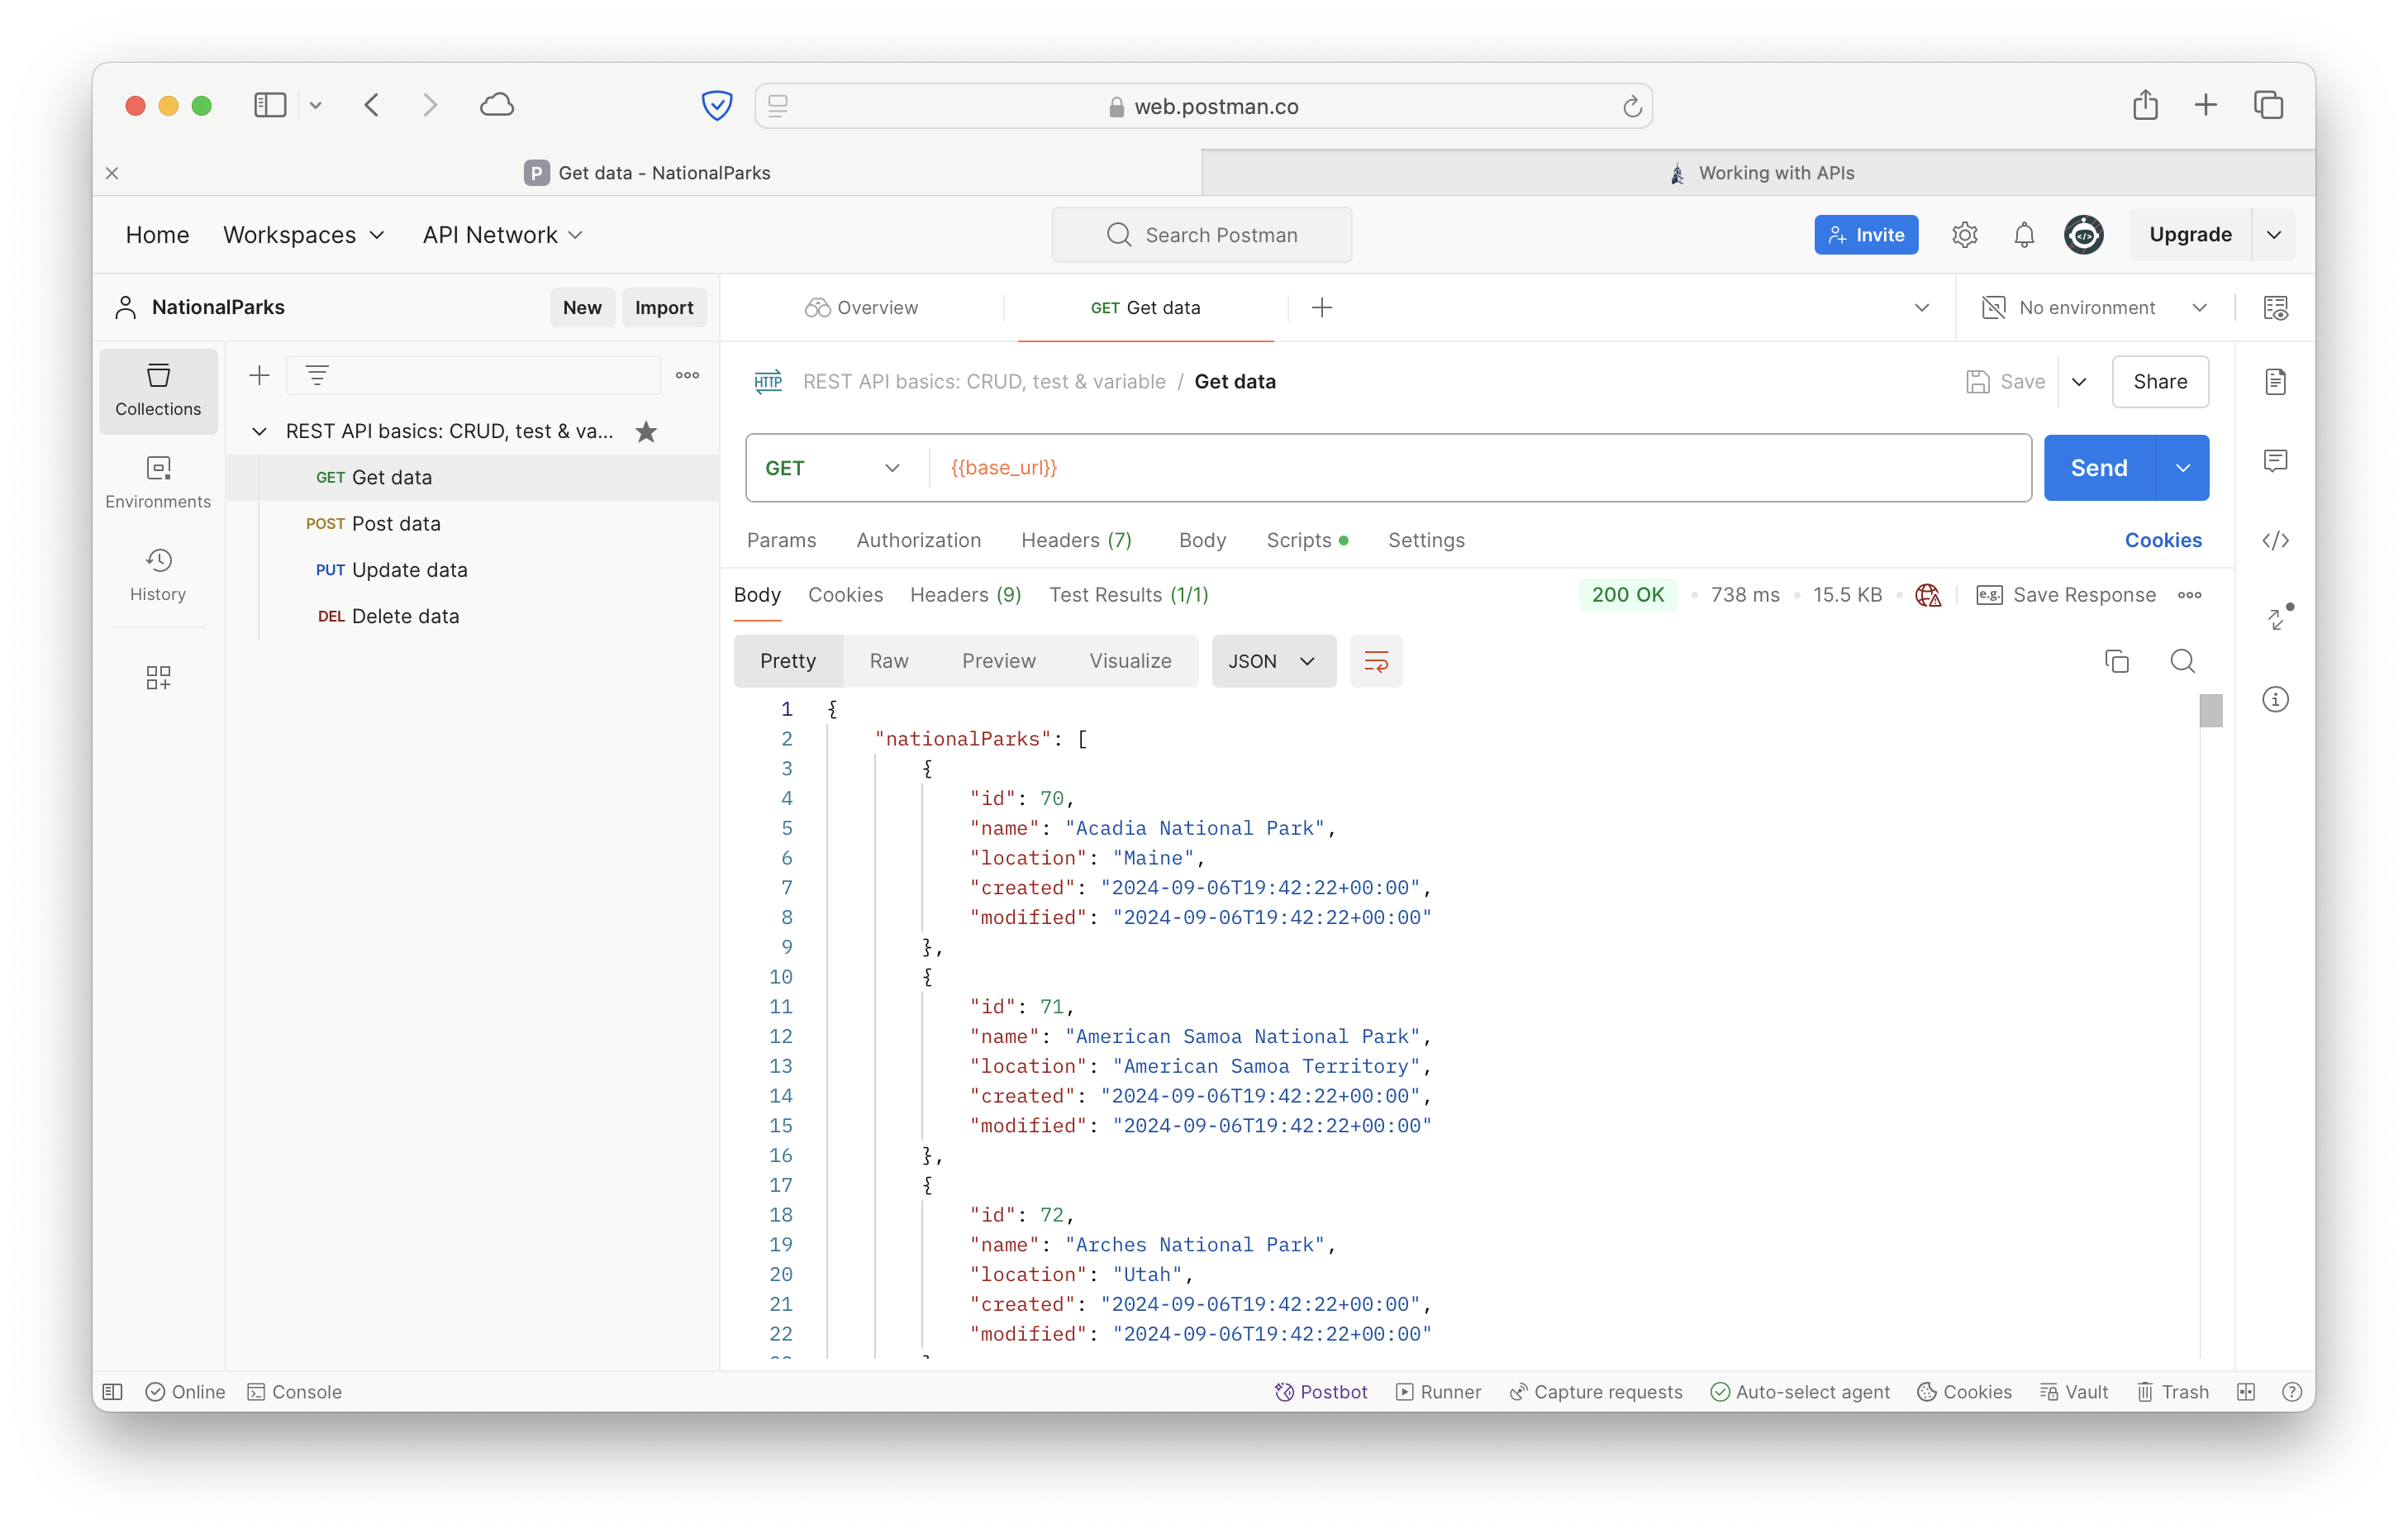 web.postman.co
P Get data - NationalParks
Working with APIs
Home Workspaces API Network
Search Postman
Invite
Upgrade
NationalParks New Import
Overview
GET Get data
No environment
Collections
REST API basics: CRUD, test & va...
GET Get data
POST Post data
PUT Update data
DEL Delete data
Environments
History
HTTP REST API basics: CRUD, test & variable / Get data
Save Share
GET {{base_url}} Send
Params Authorization Headers (7) Body Scripts Settings Cookies
Body Cookies Headers (9) Test Results (1/1) 200 OK 738 ms 15.5 KB e.g. Save Response
Pretty Raw Preview Visualize JSON
1 {
2 "nationalParks": [
3 {
4 "id": 70,
5 "name": "Acadia National Park",
6 "location": "Maine",
7 "created": "2024-09-06T19:42:22+00:00",
8 "modified": "2024-09-06T19:42:22+00:00"
9 },
10 {
11 "id": 71,
12 "name": "American Samoa National Park",
13 "location": "American Samoa Territory",
14 "created": "2024-09-06T19:42:22+00:00",
15 "modified": "2024-09-06T19:42:22+00:00"
16 },
17 {
18 "id": 72,
19 "name": "Arches National Park",
20 "location": "Utah",
21 "created": "2024-09-06T19:42:22+00:00",
22 "modified": "2024-09-06T19:42:22+00:00"
Online Console Postbot Runner Capture requests Auto-select agent Cookies Vault Trash